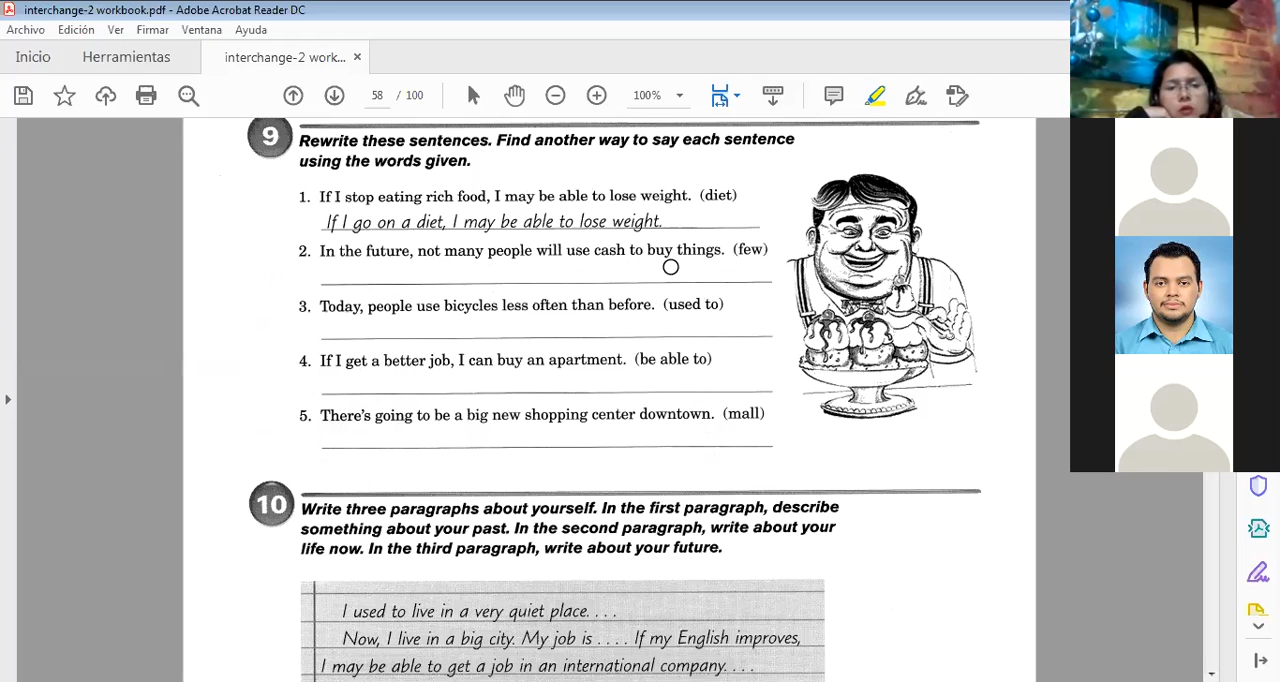 interchange-2 workbook.pdf - Adobe Acrobat Reader DC
Archivo Edición Ver Firmar Ventana Ayuda
Inicio Herramientas interchange-2 work... ×
58 / 100 100%
9 Rewrite these sentences. Find another way to say each sentence
using the words given.
1. If I stop eating rich food, I may be able to lose weight. (diet)
If I go on a diet, I may be able to lose weight.
2. In the future, not many people will use cash to buy things. (few)
3. Today, people use bicycles less often than before. (used to)
4. If I get a better job, I can buy an apartment. (be able to)
5. There's going to be a big new shopping center downtown. (mall)
10 Write three paragraphs about yourself. In the first paragraph, describe
something about your past. In the second paragraph, write about your
life now. In the third paragraph, write about your future.
I used to live in a very quiet place. . . .
Now, I live in a big city. My job is . . . . If my English improves,
I may be able to get a job in an international company. . . .